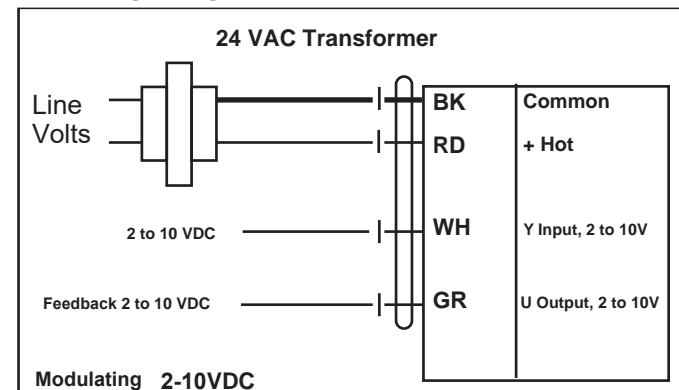 24 VAC Transformer
Line
Volts
BK Common
RD + Hot
2 to 10 VDC WH Y Input, 2 to 10V
Feedback 2 to 10 VDC GR U Output, 2 to 10V
Modulating 2-10VDC